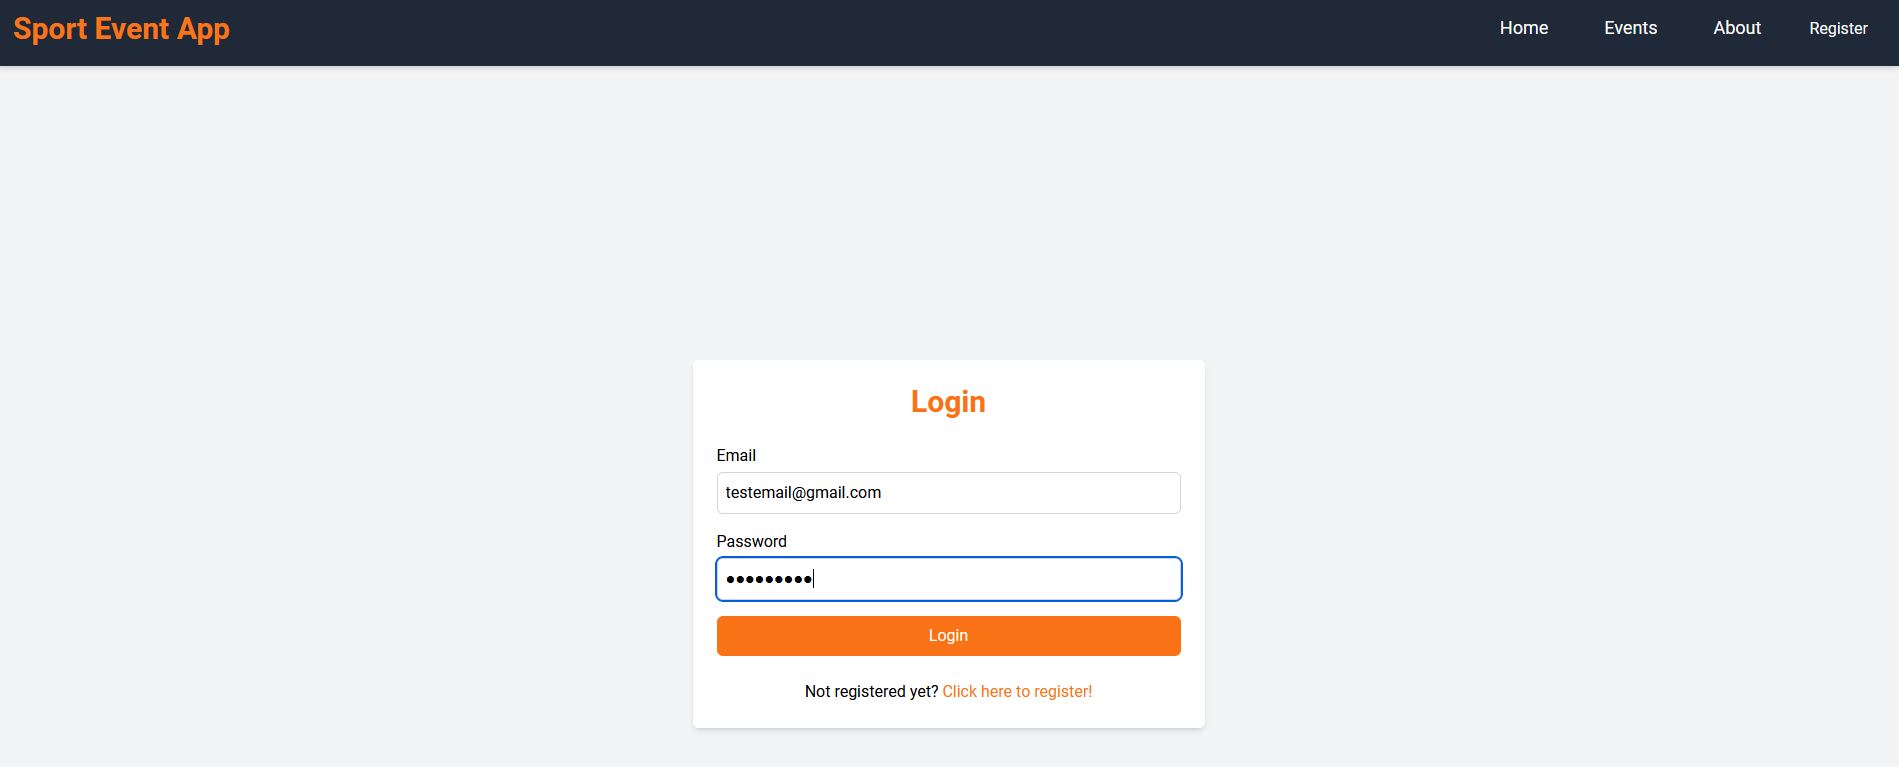 Sport Event App
Home Events About Register
Login
Email
testemail@gmail.com
Password
•••••••••
Login
Not registered yet? Click here to register!